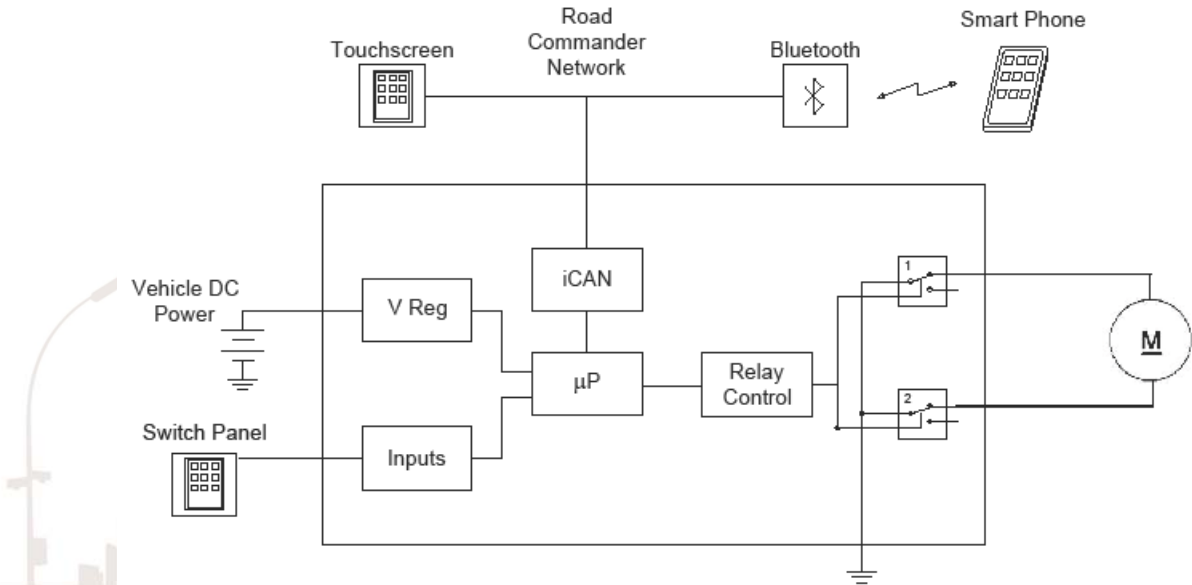 Road
Commander
Network
Smart Phone
Touchscreen
Bluetooth
Vehicle DC
Power
V Reg
iCAN
1
M
μP
Relay
Control
2
Switch Panel
Inputs